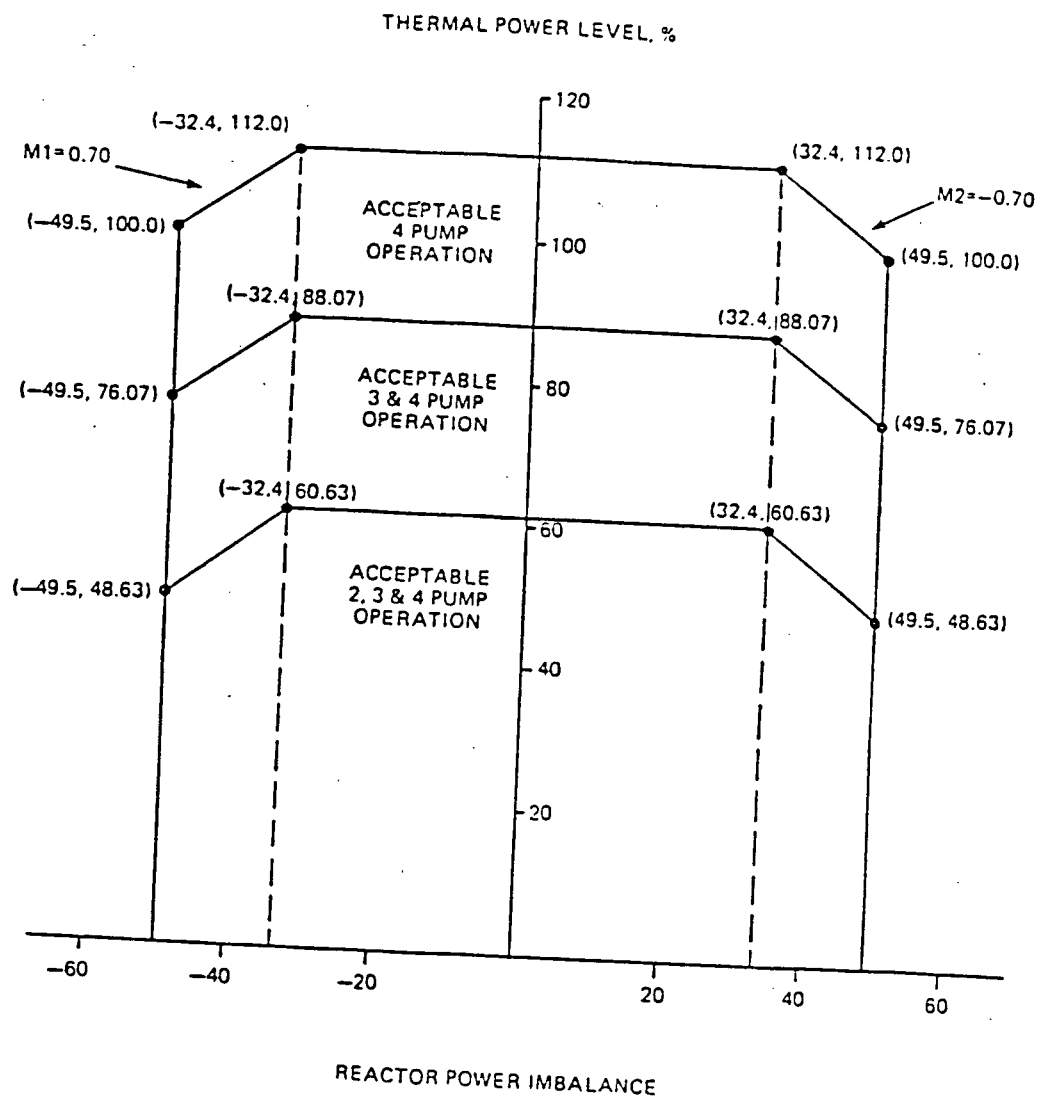 THERMAL POWER LEVEL, %
120
(−32.4, 112.0)
(32.4, 112.0)
M1=0.70
M2=−0.70
ACCEPTABLE
4 PUMP
OPERATION
(−49.5, 100.0)
100
(49.5, 100.0)
(−32.4, 88.07)
(32.4, 88.07)
ACCEPTABLE
3 & 4 PUMP
OPERATION
80
(−49.5, 76.07)
(49.5, 76.07)
(−32.4, 60.63)
(32.4, 60.63)
60
ACCEPTABLE
2, 3 & 4 PUMP
OPERATION
(−49.5, 48.63)
(49.5, 48.63)
40
20
−60
−40
−20
20
40
60
REACTOR POWER IMBALANCE